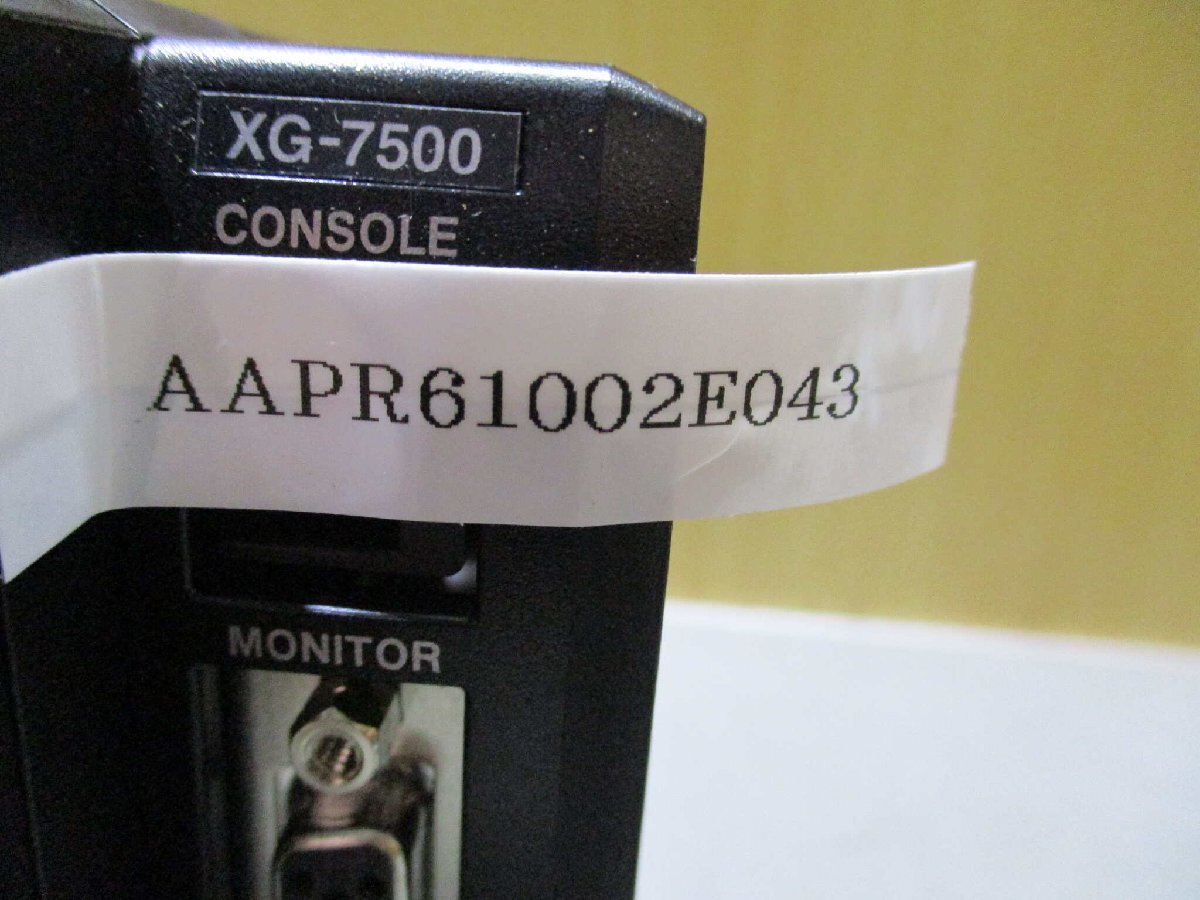 XG-7500
CONSOLE
AAPR61002E043
MONITOR